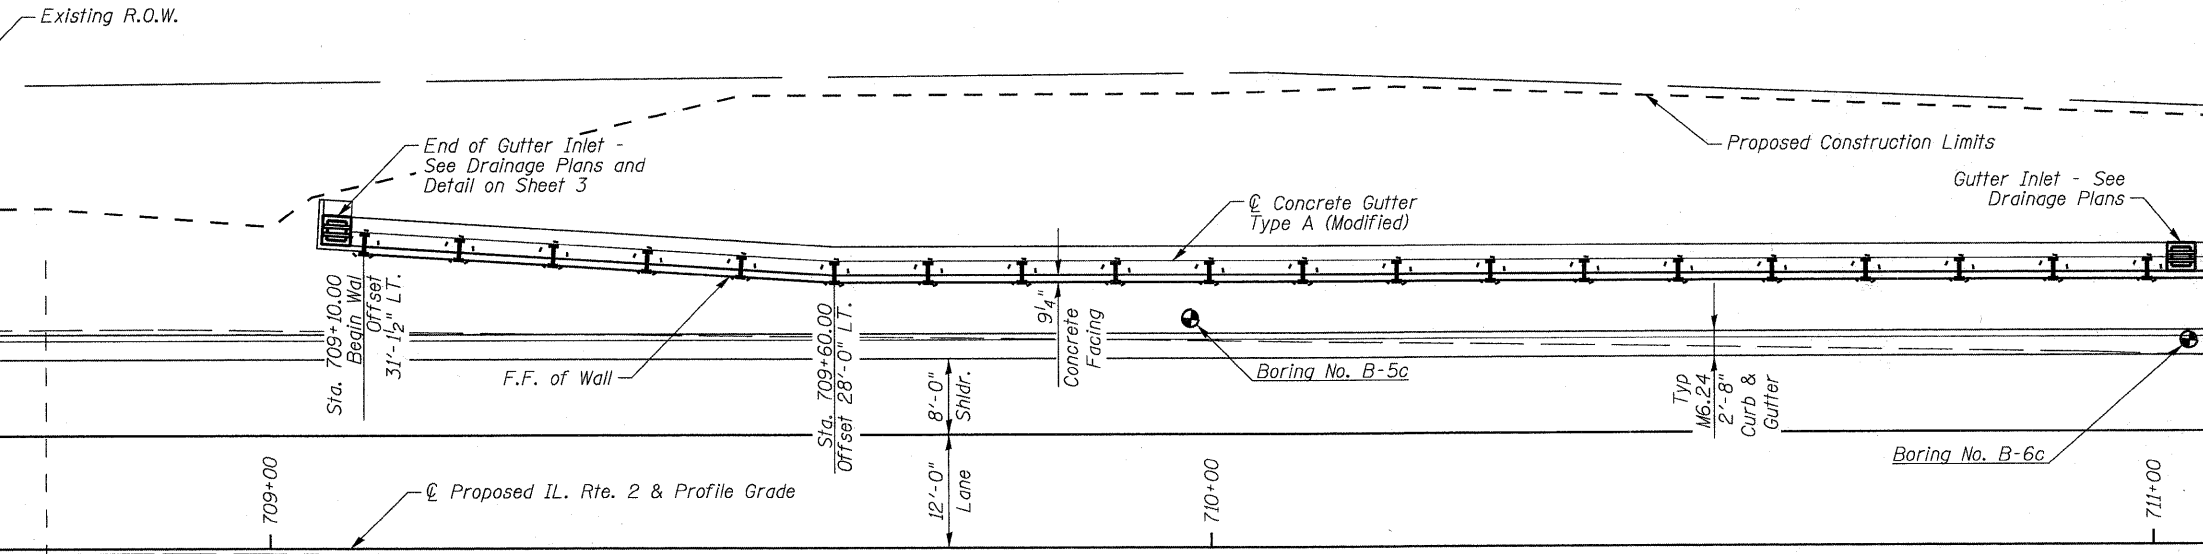 Existing R.O.W.
End of Gutter Inlet -
See Drainage Plans and
Detail on Sheet 3
℄ Concrete Gutter
Type A (Modified)
Proposed Construction Limits
Gutter Inlet - See
Drainage Plans
Sta. 709+10.00
Begin Wal
Offset
31'-1½" LT.
F.F. of Wall
Sta. 709+60.00
Offset 28'-0" LT.
8'-0"
Shldr.
12'-0"
Lane
9¼"
Concrete
Facing
Boring No. B-5c
Typ
M6.24
2'-8"
Curb &
Gutter
Boring No. B-6c
709+00
℄ Proposed IL. Rte. 2 & Profile Grade
710+00
711+00